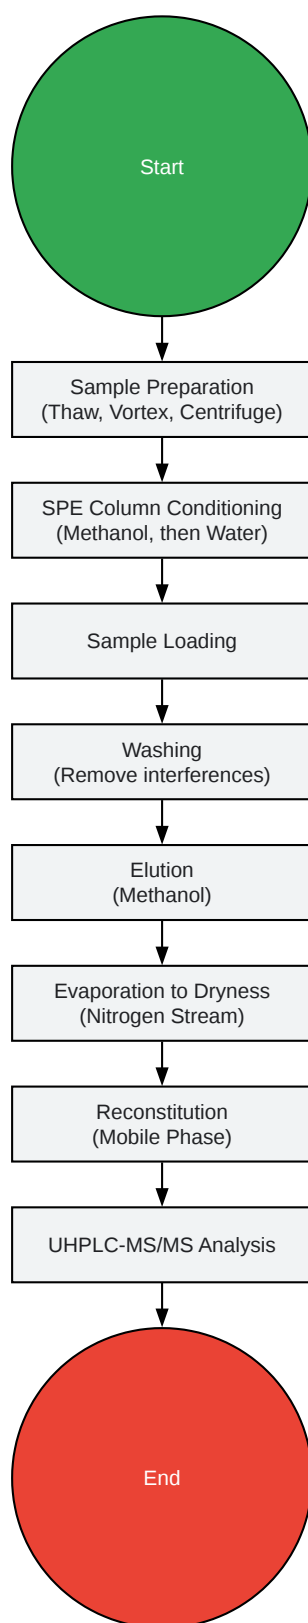 Start
Sample Preparation
(Thaw, Vortex, Centrifuge)
SPE Column Conditioning
(Methanol, then Water)
Sample Loading
Washing
(Remove interferences)
Elution
(Methanol)
Evaporation to Dryness
(Nitrogen Stream)
Reconstitution
(Mobile Phase)
UHPLC-MS/MS Analysis
End